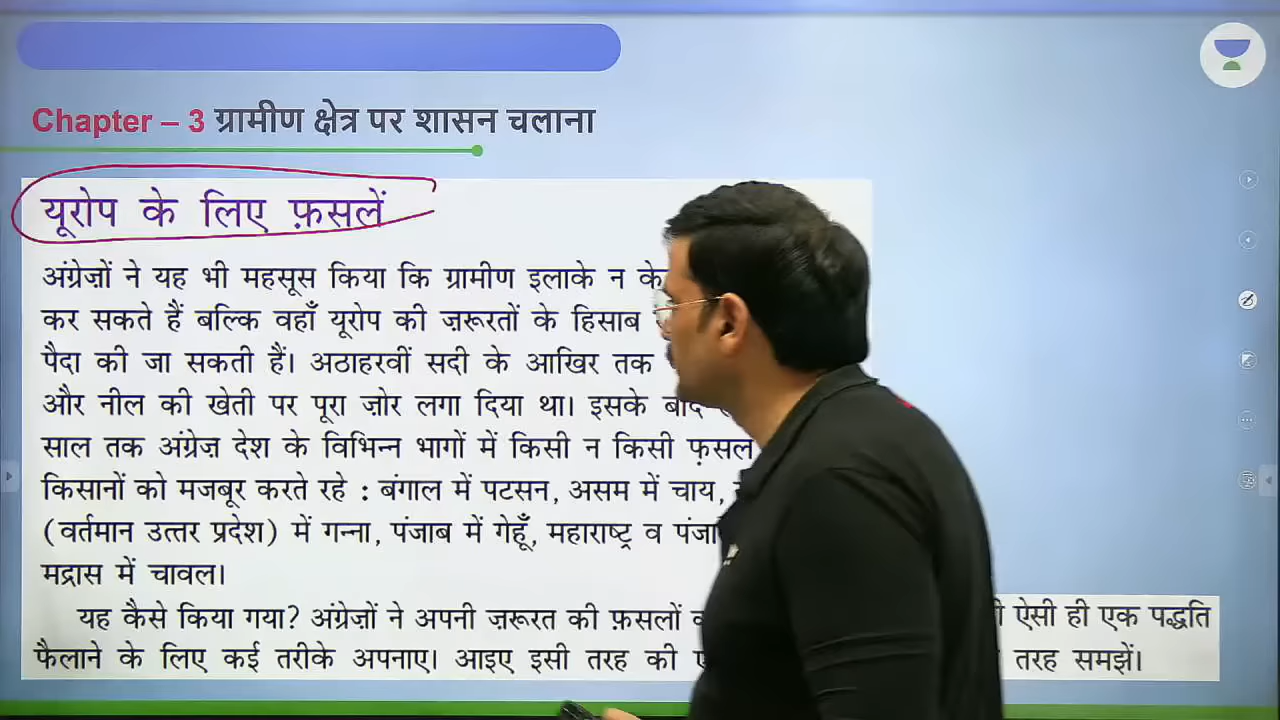 Chapter – 3 ग्रामीण क्षेत्र पर शासन चलाना
यूरोप के लिए फ़सलें
अंग्रेज़ों ने यह भी महसूस किया कि ग्रामीण इलाके न
कर सकते हैं बल्कि वहाँ यूरोप की ज़रूरतों के हिसाब
पैदा की जा सकती हैं। अठाहरवीं सदी के आखिर तक
और नील की खेती पर पूरा ज़ोर लगा दिया था। इसके बाद
साल तक अंग्रेज़ देश के विभिन्न भागों में किसी न किसी फ़सल
किसानों को मजबूर करते रहे : बंगाल में पटसन, असम में चाय,
(वर्तमान उत्तर प्रदेश) में गन्ना, पंजाब में गेहूँ, महाराष्ट्र व
मद्रास में चावल।
यह कैसे किया गया? अंग्रेज़ों ने अपनी ज़रूरत की फ़सलों ऐसी ही एक पद्धति
फैलाने के लिए कई तरीके अपनाए। आइए इसी तरह की तरह समझें।